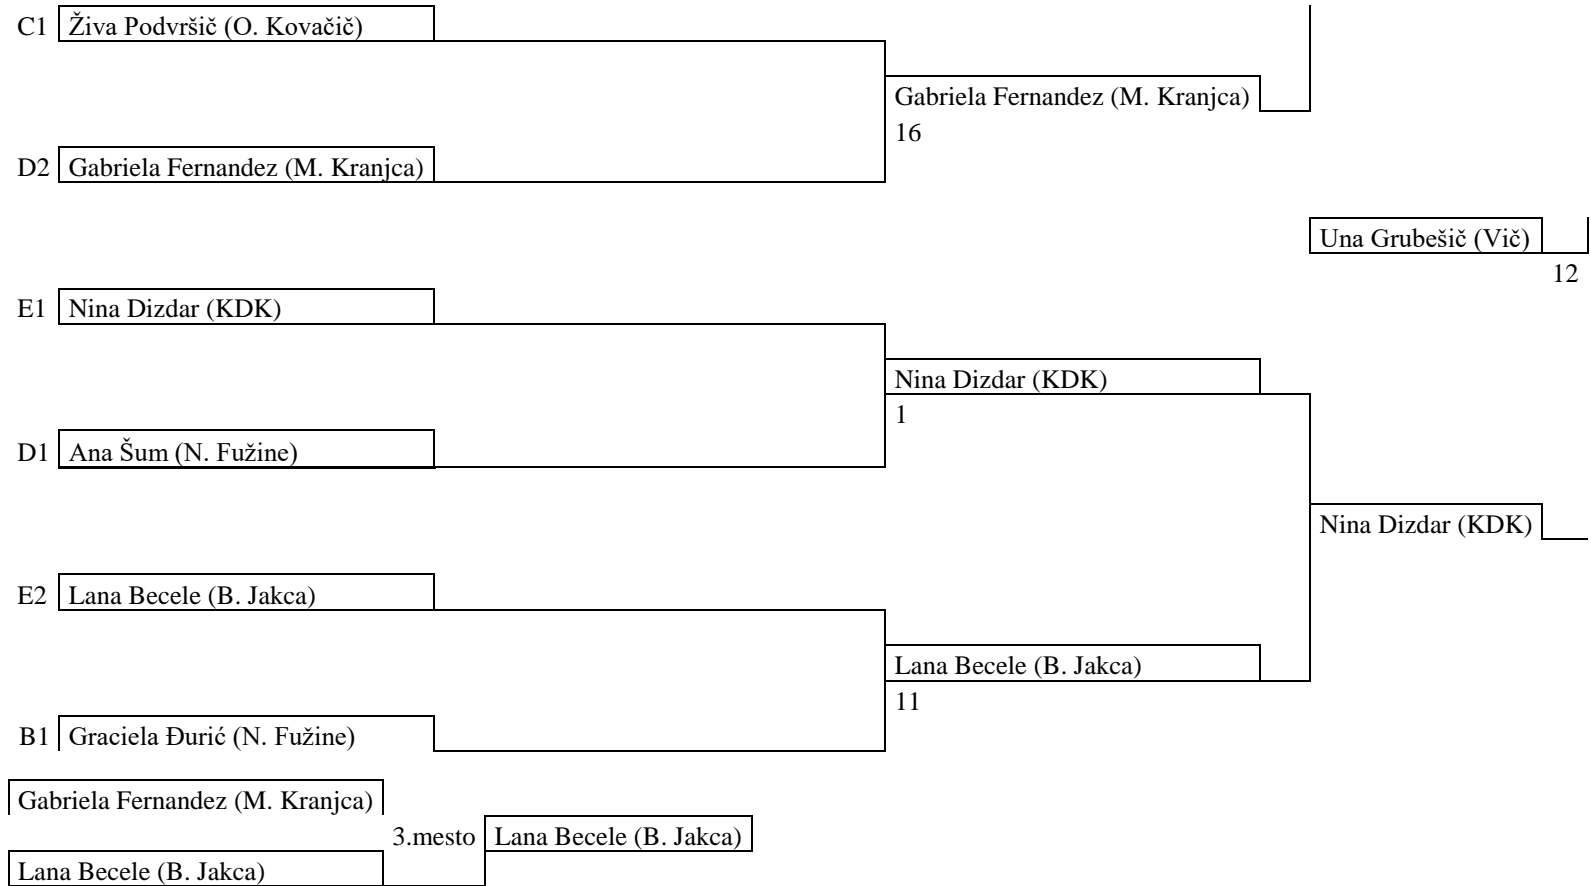 C1 Živa Podvršič (O. Kovačič)
Gabriela Fernandez (M. Kranjca)
16
D2 Gabriela Fernandez (M. Kranjca)
Una Grubešič (Vič)
12
E1 Nina Dizdar (KDK)
Nina Dizdar (KDK)
1
D1 Ana Šum (N. Fužine)
Nina Dizdar (KDK)
E2 Lana Becele (B. Jakca)
Lana Becele (B. Jakca)
11
B1 Graciela Đurić (N. Fužine)
Gabriela Fernandez (M. Kranjca)
3.mesto Lana Becele (B. Jakca)
Lana Becele (B. Jakca)